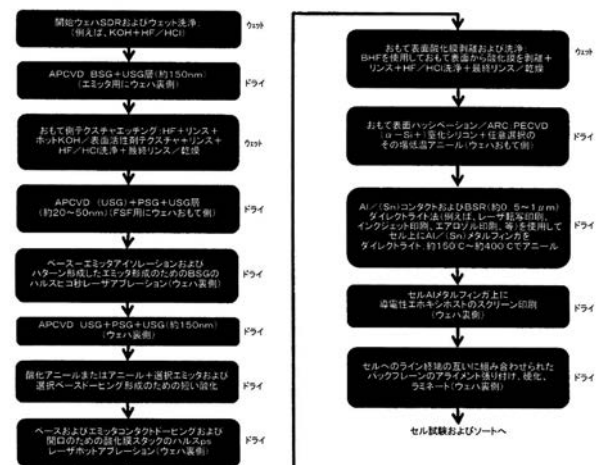 開始ウェハSDRおよびウェット洗浄:
(例えば、KOH+HF/HCl)
ウェット
APCVD BSG+USG層(約150nm)
(エミッタ用にウェハ裏側)
ドライ
おもて側テクスチャエッチング:HF+リンス+
ホットKOH/表面活性剤テクスチャ+リンス+
HF/HCl洗浄+最終リンス/乾燥
ウェット
APCVD (USG)+PSG+USG層
(約20~50nm)(FSF用にウェハおもて側)
ドライ
ベースーエミッタアイソレーションおよび
パターン形成したエミッタ形成のためのBSGの
パルスピコ秒レーザアブレーション(ウェハ裏側)
ドライ
APCVD USG+PSG+USG(約150nm)
(ウェハ裏側)
ドライ
酸化アニールまたはアニール+選択エミッタおよび
選択ベースドーピング形成のための短い酸化
ドライ
ベースおよびエミッタコンタクトドーピングおよび
開口のための酸化膜スタックのパルスps
レーザホットアブレーション(ウェハ裏側)
ドライ
おもて表面酸化膜剥離および洗浄:
BHFを使用しておもて表面から酸化膜を剥離+
リンス+HF/HCl洗浄+最終リンス/乾燥
ウェット
おもて表面パッシベーション/ARC:PECVD
(α-Si+)窒化シリコン+任意選択の
その場低温アニール(ウェハおもて側)
ドライ
Al/(Sn)コンタクトおよびBSR(約0.5~1μm)
ダイレクトライト法(例えば、レーザ転写印刷、
インクジェット印刷、エアロゾル印刷、等)を使用して
セル上にAl/(Sn)メタルフィンガを
ダイレクトライト、約150℃~約400℃でアニール
ドライ
セルAlメタルフィンガ上に
導電性エポキシポストのスクリーン印刷
(ウェハ裏側)
ドライ
セルへのライン終端の互いに組み合わせられた
バックプレーンのアライメント張り付け、硬化、
ラミネート(ウェハ裏側)
ドライ
セル試験およびソートへ